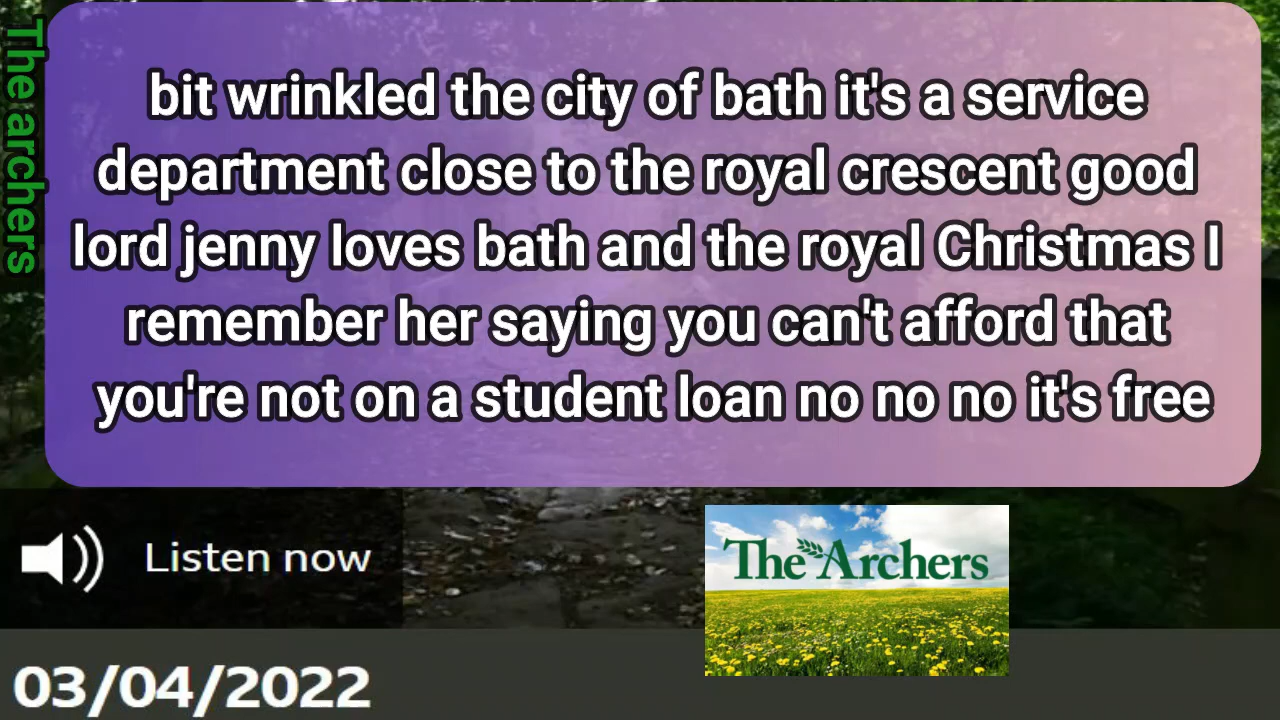 The archers
bit wrinkled the city of bath it's a service
department close to the royal crescent good
lord jenny loves bath and the royal Christmas I
remember her saying you can't afford that
you're not on a student loan no no no it's free
Listen now
The Archers
03/04/2022